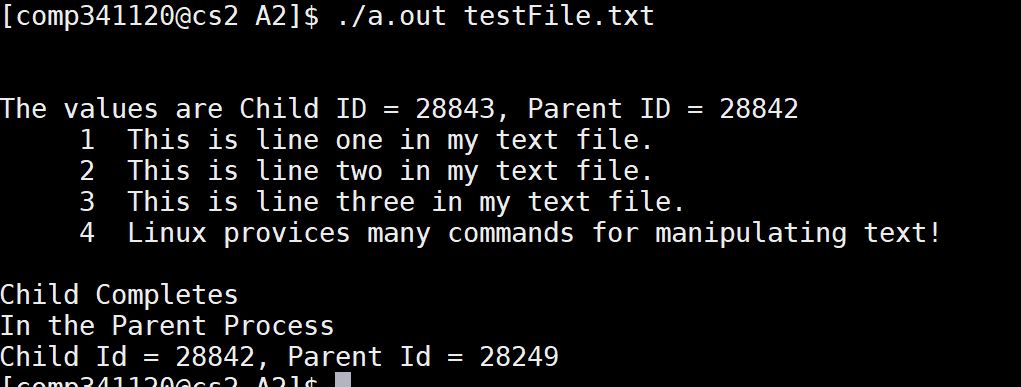 [comp341120@cs2 A2]$ ./a.out testFile.txt
The values are Child ID = 28843, Parent ID = 28842
1 This is line one in my text file.
2 This is line two in my text file.
3 This is line three in my text file.
4 Linux provices many commands for manipulating text!
Child Completes
In the Parent Process
Child Id = 28842, Parent Id = 28249
[comp341120@cs2 A2]$